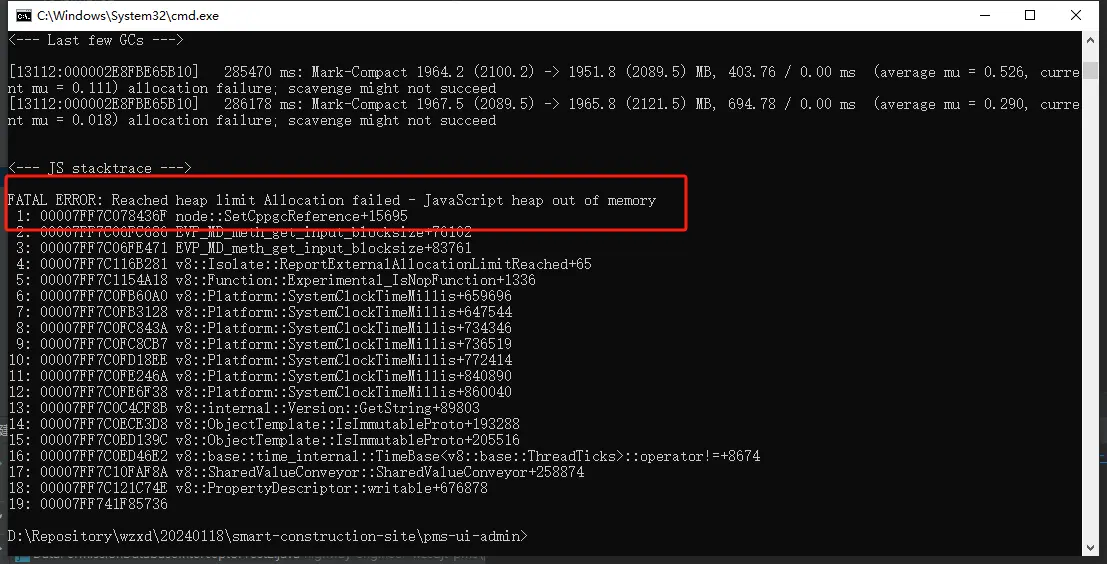 C:\Windows\System32\cmd.exe
<--- Last few GCs --->
[13112:000002E8FBE65B10]   285470 ms: Mark-Compact 1964.2 (2100.2) -> 1951.8 (2089.5) MB, 403.76 / 0.00 ms  (average mu = 0.526, curre
nt mu = 0.111) allocation failure; scavenge might not succeed
[13112:000002E8FBE65B10]   286178 ms: Mark-Compact 1967.5 (2089.5) -> 1965.8 (2121.5) MB, 694.78 / 0.00 ms  (average mu = 0.290, curre
nt mu = 0.018) allocation failure; scavenge might not succeed
<--- JS stacktrace --->
FATAL ERROR: Reached heap limit Allocation failed - JavaScript heap out of memory
1: 00007FF7C078436F node::SetCppgcReference+15695
2: 00007FF7C06FC686 EVP_MD_meth_get_input_blocksize+76102
3: 00007FF7C06FE471 EVP_MD_meth_get_input_blocksize+83761
4: 00007FF7C116B281 v8::Isolate::ReportExternalAllocationLimitReached+65
5: 00007FF7C1154A18 v8::Function::Experimental_IsNopFunction+1336
6: 00007FF7C0FB60A0 v8::Platform::SystemClockTimeMillis+659696
7: 00007FF7C0FB3128 v8::Platform::SystemClockTimeMillis+647544
8: 00007FF7C0FC843A v8::Platform::SystemClockTimeMillis+734346
9: 00007FF7C0FC8CB7 v8::Platform::SystemClockTimeMillis+736519
10: 00007FF7C0FD18EE v8::Platform::SystemClockTimeMillis+772414
11: 00007FF7C0FE246A v8::Platform::SystemClockTimeMillis+840890
12: 00007FF7C0FE6F38 v8::Platform::SystemClockTimeMillis+860040
13: 00007FF7C0C4CF8B v8::internal::Version::GetString+89803
14: 00007FF7C0ECE3D8 v8::ObjectTemplate::IsImmutableProto+193288
15: 00007FF7C0ED139C v8::ObjectTemplate::IsImmutableProto+205516
16: 00007FF7C0ED46E2 v8::base::time_internal::TimeBase<v8::base::ThreadTicks>::operator!=+8674
17: 00007FF7C10FAF8A v8::SharedValueConveyor::SharedValueConveyor+258874
18: 00007FF7C121C74E v8::PropertyDescriptor::writable+676878
19: 00007FF741F85736
D:\Repository\wzxd\20240118\smart-construction-site\pms-ui-admin>